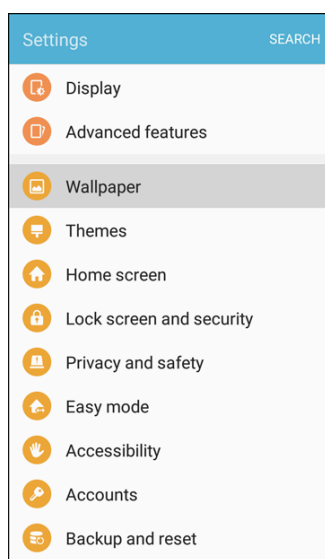 Settings SEARCH
Display
Advanced features
Wallpaper
Themes
Home screen
Lock screen and security
Privacy and safety
Easy mode
Accessibility
Accounts
Backup and reset